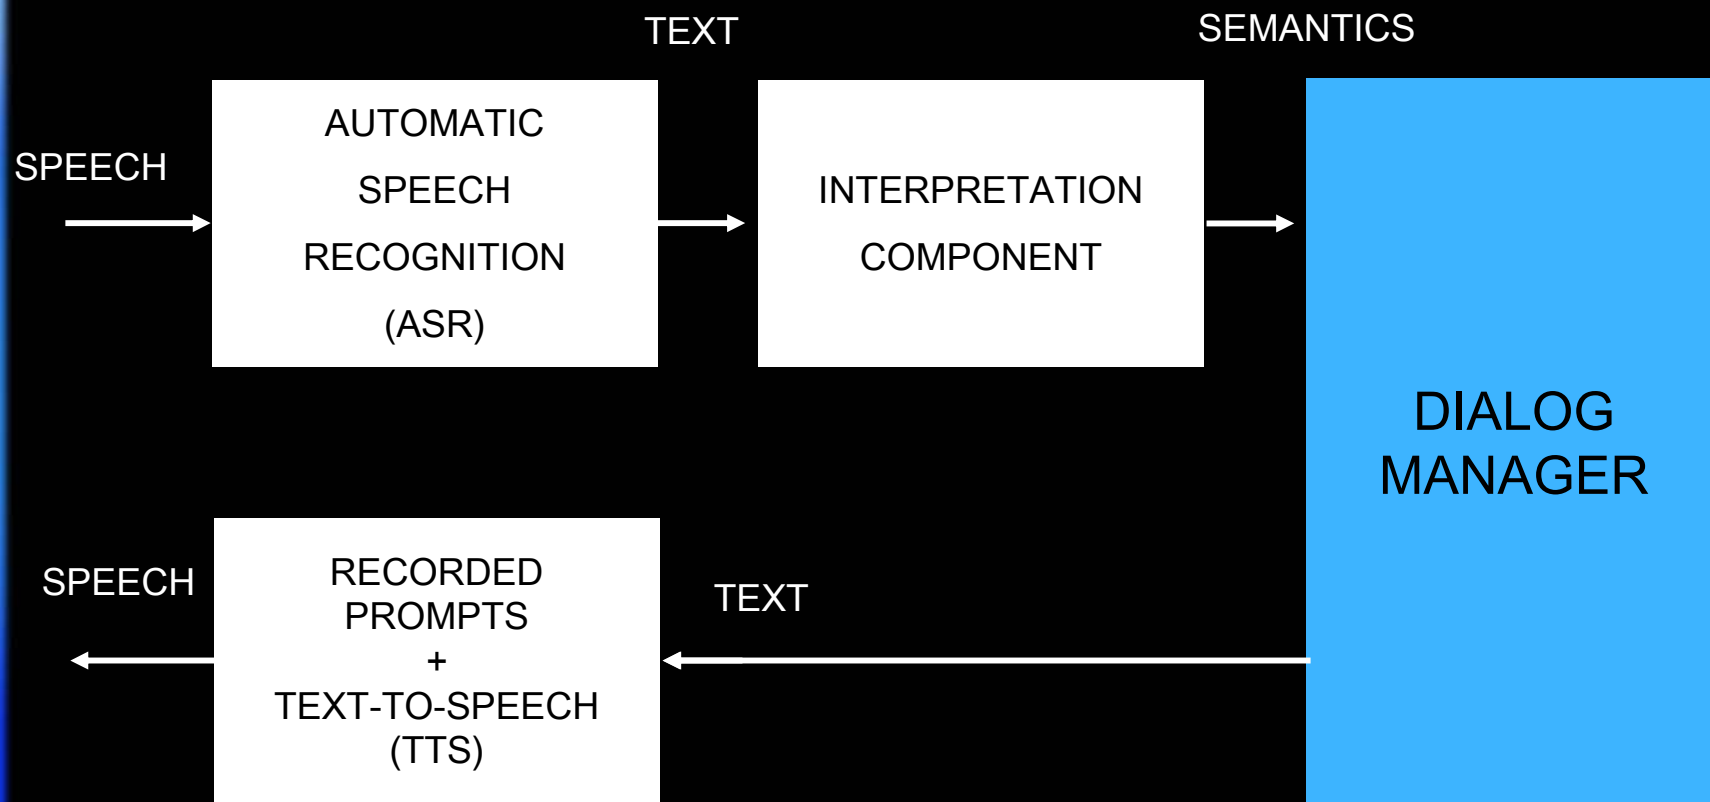 TEXT
SEMANTICS
SPEECH
AUTOMATIC
SPEECH
RECOGNITION
(ASR)
INTERPRETATION
COMPONENT
DIALOG
MANAGER
SPEECH
RECORDED
PROMPTS
+
TEXT-TO-SPEECH
(TTS)
TEXT